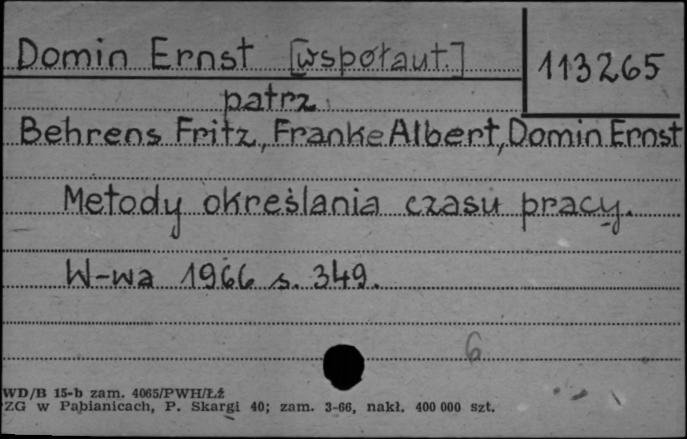 Domin Ernst [współaut.]
113265
patrz
Behrens Fritz, Franke Albert, Domin Ernst
Metody określania czasu pracy.
W-wa 1966 s. 349.
6
WD/B 15-b zam. 4065/PWH/Łź
ZG w Pabianicach, P. Skargi 40; zam. 3-66, nakł. 400 000 szt.